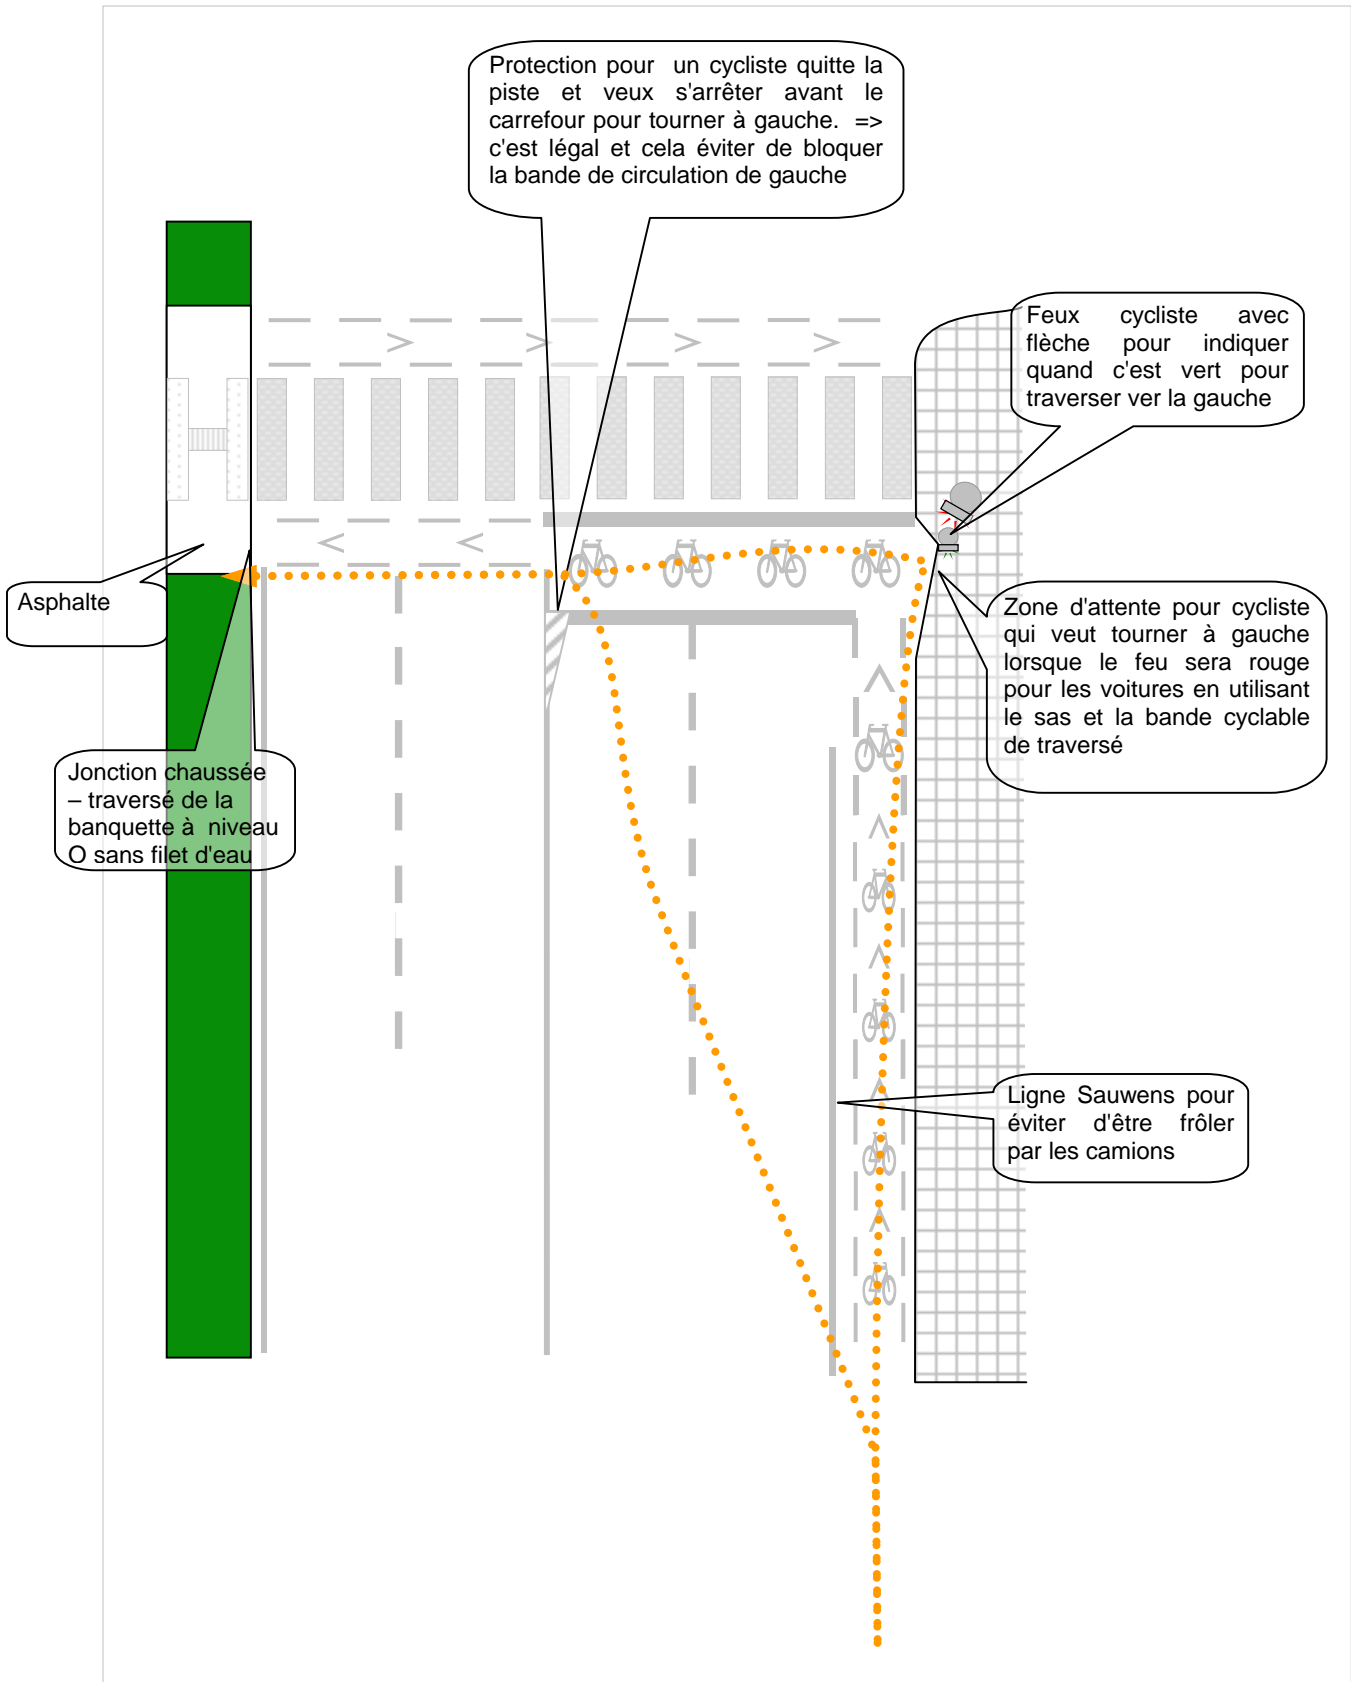 Protection pour un cycliste quitte la
piste et veux s'arrêter avant le
carrefour pour tourner à gauche. =>
c'est légal et cela éviter de bloquer
la bande de circulation de gauche
Feux cycliste avec
flèche pour indiquer
quand c'est vert pour
traverser ver la gauche
Asphalte
Zone d'attente pour cycliste
qui veut tourner à gauche
lorsque le feu sera rouge
pour les voitures en utilisant
le sas et la bande cyclable
de traversé
Jonction chaussée
– traversé de la
banquette à niveau
O sans filet d'eau
Ligne Sauwens pour
éviter d'être frôler
par les camions